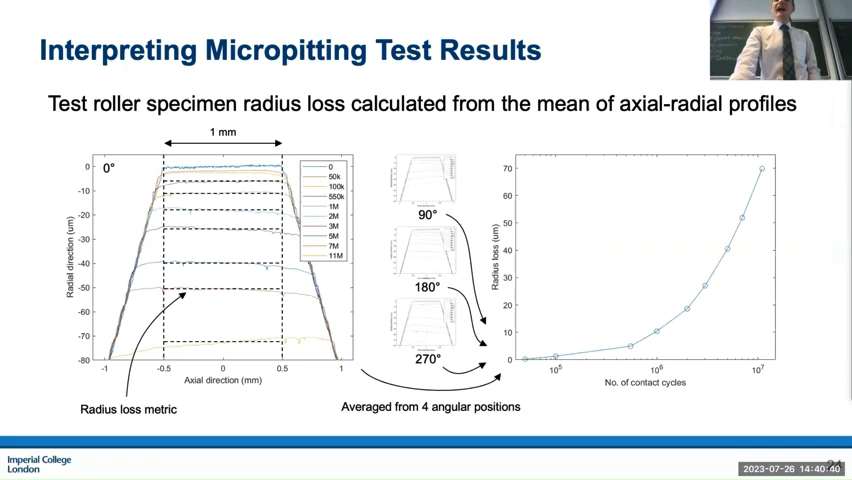 Interpreting Micropitting Test Results
Test roller specimen radius loss calculated from the mean of axial-radial profiles
1 mm
0°
0
-10
-20
-30
-40
-50
-60
-70
-80
Radial direction (um)
-1
-0.5
0
0.5
1
Axial direction (mm)
0
50k
100k
550k
1M
2M
3M
5M
7M
11M
Radius loss metric
90°
180°
270°
Averaged from 4 angular positions
70
60
50
40
30
20
10
0
Radius loss (um)
10⁵
10⁶
10⁷
No. of contact cycles
Imperial College
London
2023-07-26 14:40:40